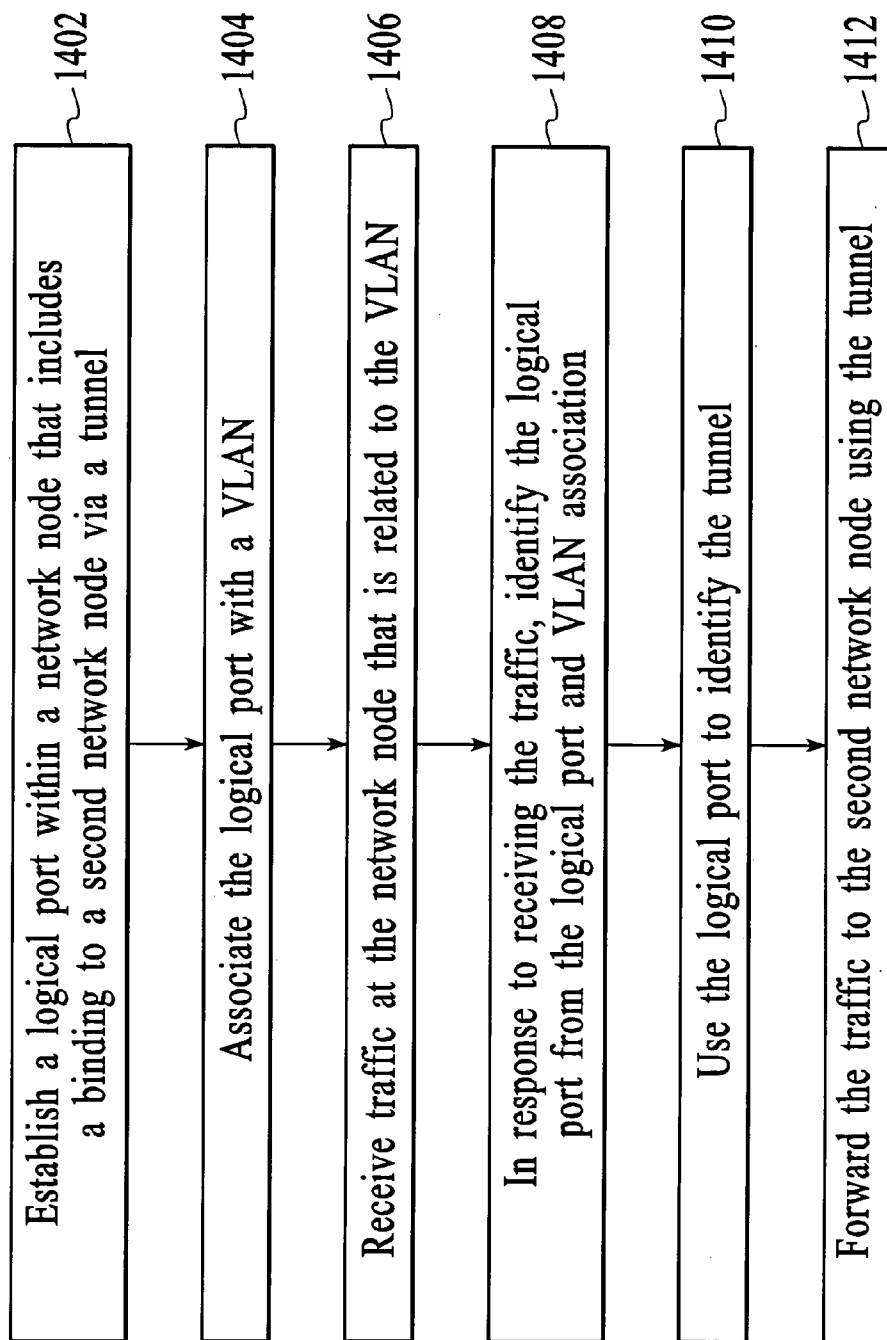 Establish a logical port within a network node that includes
a binding to a second network node via a tunnel
1402
Associate the logical port with a VLAN
1404
Receive traffic at the network node that is related to the VLAN
1406
In response to receiving the traffic, identify the logical
port from the logical port and VLAN association
1408
Use the logical port to identify the tunnel
1410
Forward the traffic to the second network node using the tunnel
1412